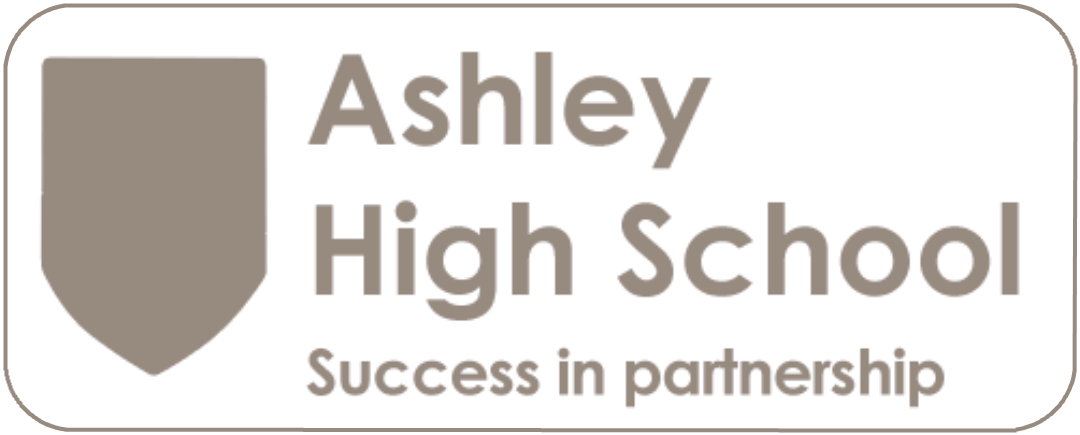 Ashley
High School
Success in partnership